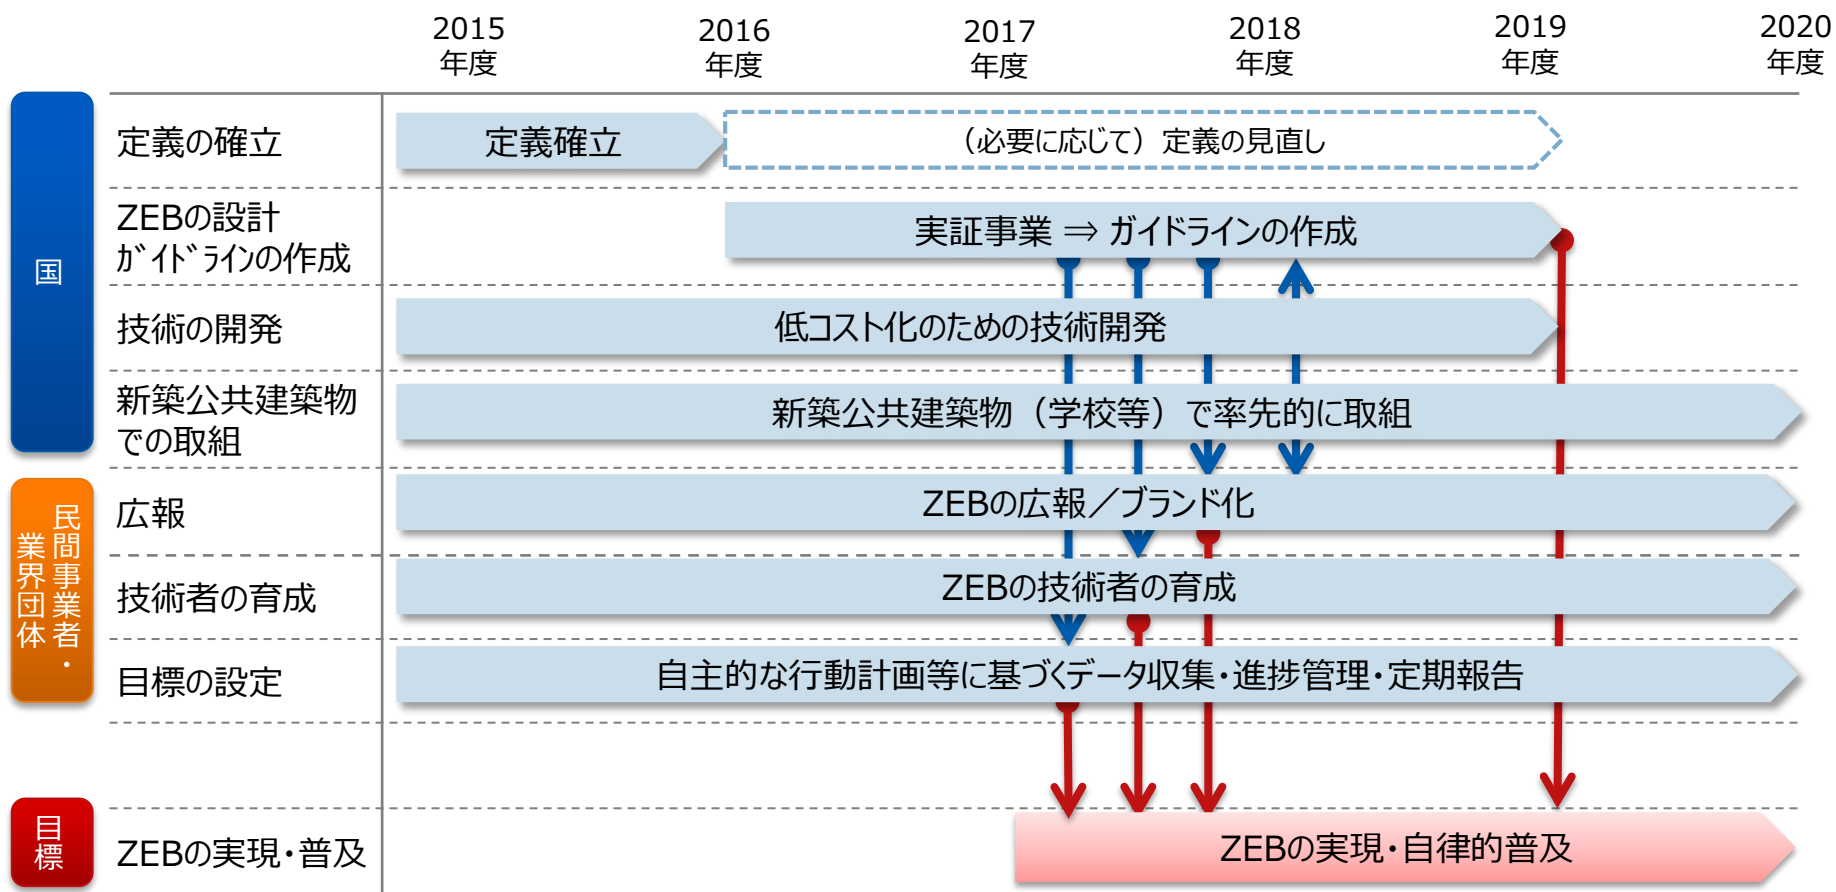 2015
年度
2016
年度
2017
年度
2018
年度
2019
年度
2020
年度
国
定義の確立
定義確立
（必要に応じて）定義の見直し
ZEBの設計
ｶﾞｲﾄﾞﾗｲﾝの作成
実証事業 ⇒ ガイドラインの作成
技術の開発
低コスト化のための技術開発
新築公共建築物
での取組
新築公共建築物（学校等）で率先的に取組
民間事業者・
業界団体
広報
ZEBの広報／ブランド化
技術者の育成
ZEBの技術者の育成
目標の設定
自主的な行動計画等に基づくデータ収集・進捗管理・定期報告
目標
ZEBの実現・普及
ZEBの実現・自律的普及